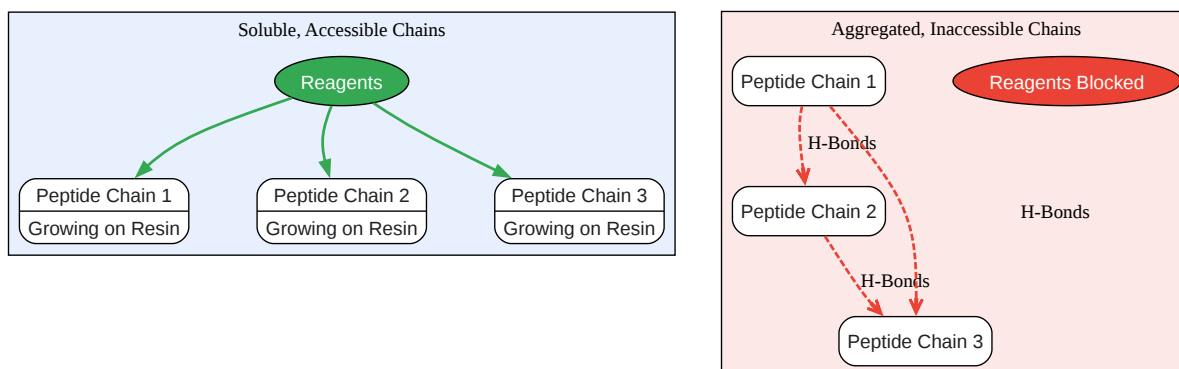 Soluble, Accessible Chains
Reagents
Peptide Chain 1
Growing on Resin
Peptide Chain 2
Growing on Resin
Peptide Chain 3
Growing on Resin
Aggregated, Inaccessible Chains
Peptide Chain 1
Reagents Blocked
H-Bonds
Peptide Chain 2
H-Bonds
H-Bonds
Peptide Chain 3